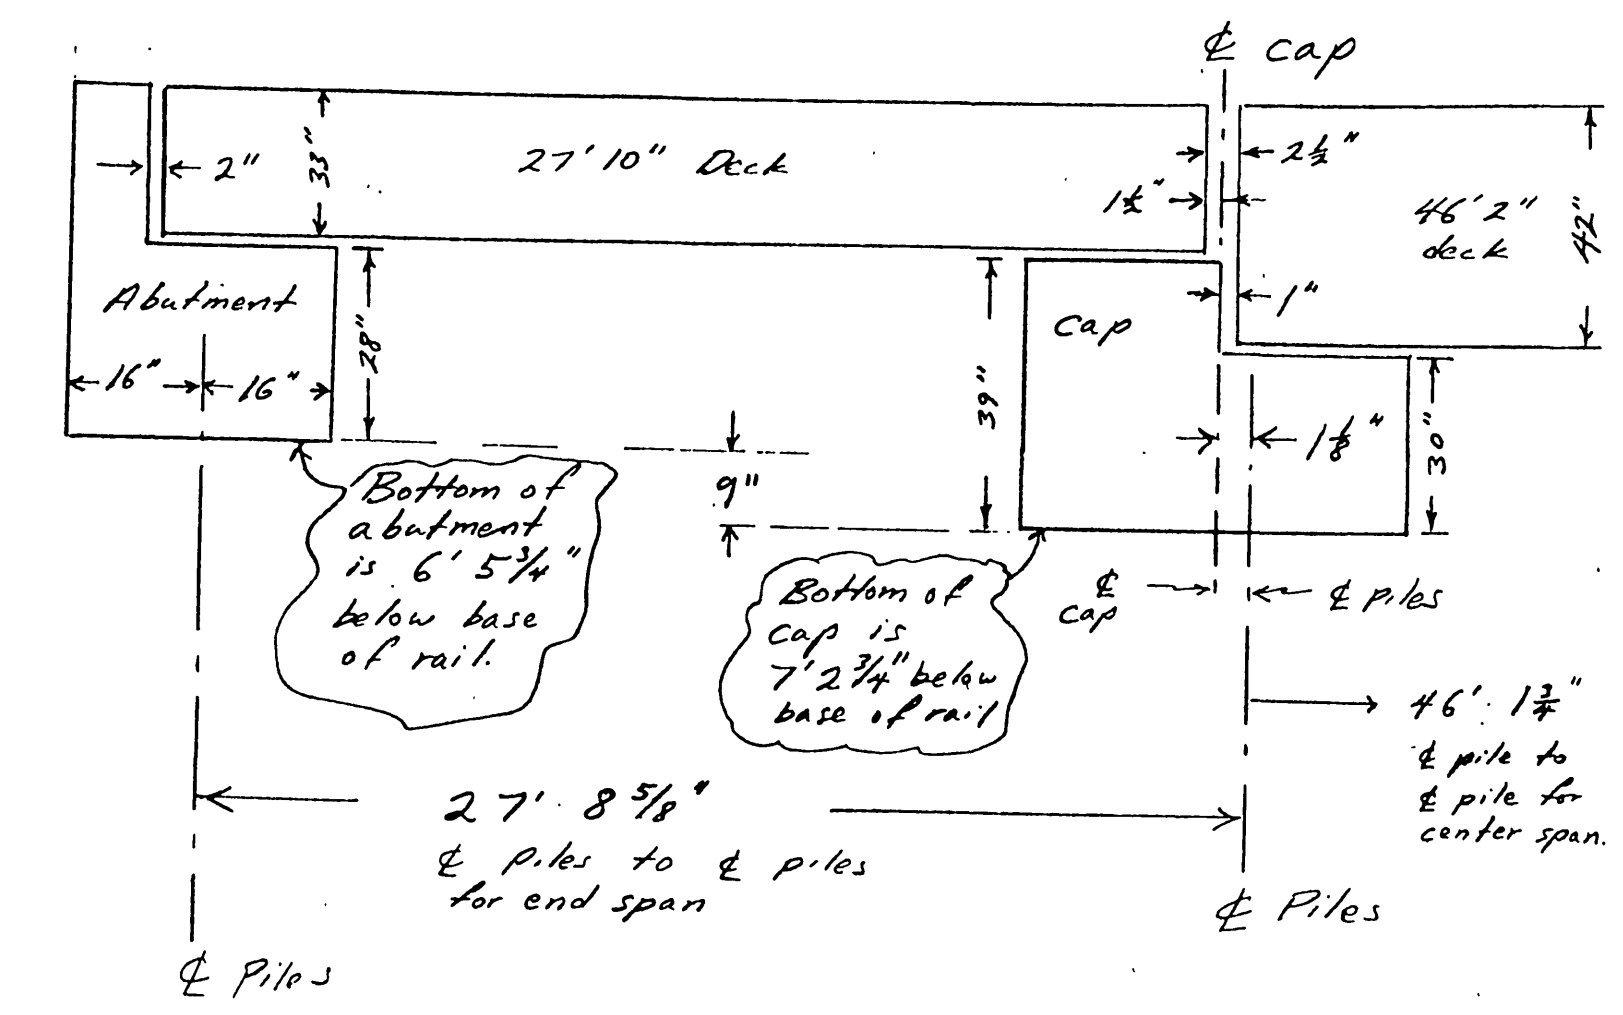 ℄ cap
2"
33"
27' 10" Deck
2½"
1½"
46' 2"
deck
42"
Abutment
16"
16"
28"
39"
Cap
1"
1⅛"
30"
9"
Bottom of
abutment
is 6' 5¾"
below base
of rail.
Bottom of
cap is
7' 2¾" below
base of rail
℄
cap
℄ piles
46' 1¾"
℄ pile to
℄ pile for
center span.
27' 8⅝"
℄ piles to ℄ piles
for end span
℄ Piles
℄ Piles